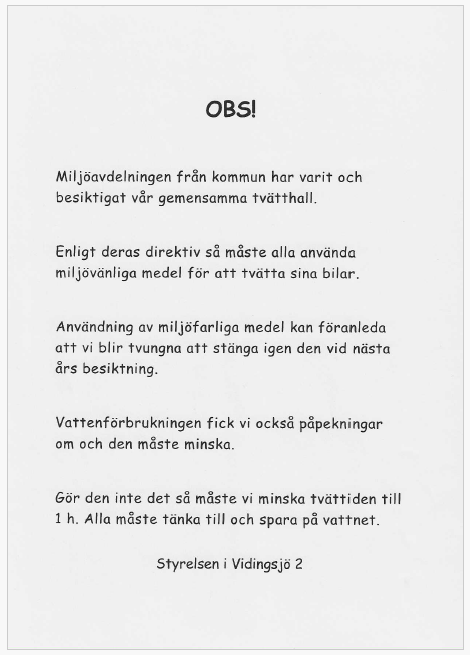 OBS!
Miljöavdelningen från kommun har varit och
besiktigat vår gemensamma tvätthall.
Enligt deras direktiv så måste alla använda
miljövänliga medel för att tvätta sina bilar.
Användning av miljöfarliga medel kan föranleda
att vi blir tvungna att stänga igen den vid nästa
års besiktning.
Vattenförbrukningen fick vi också påpekningar
om och den måste minska.
Gör den inte det så måste vi minska tvättiden till
1 h. Alla måste tänka till och spara på vattnet.
Styrelsen i Vidingsjö 2